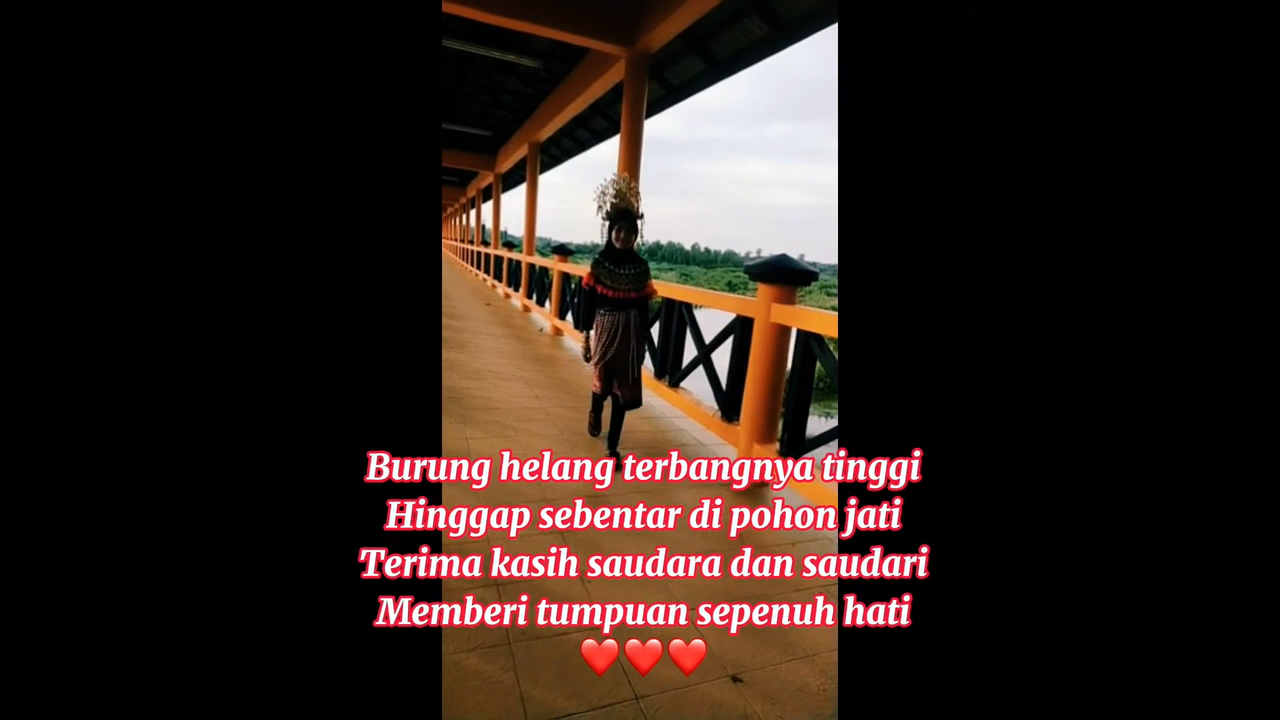 Burung helang terbangnya tinggi
Hinggap sebentar di pohon jati
Terima kasih saudara dan saudari
Memberi tumpuan sepenuh hati
❤️❤️❤️